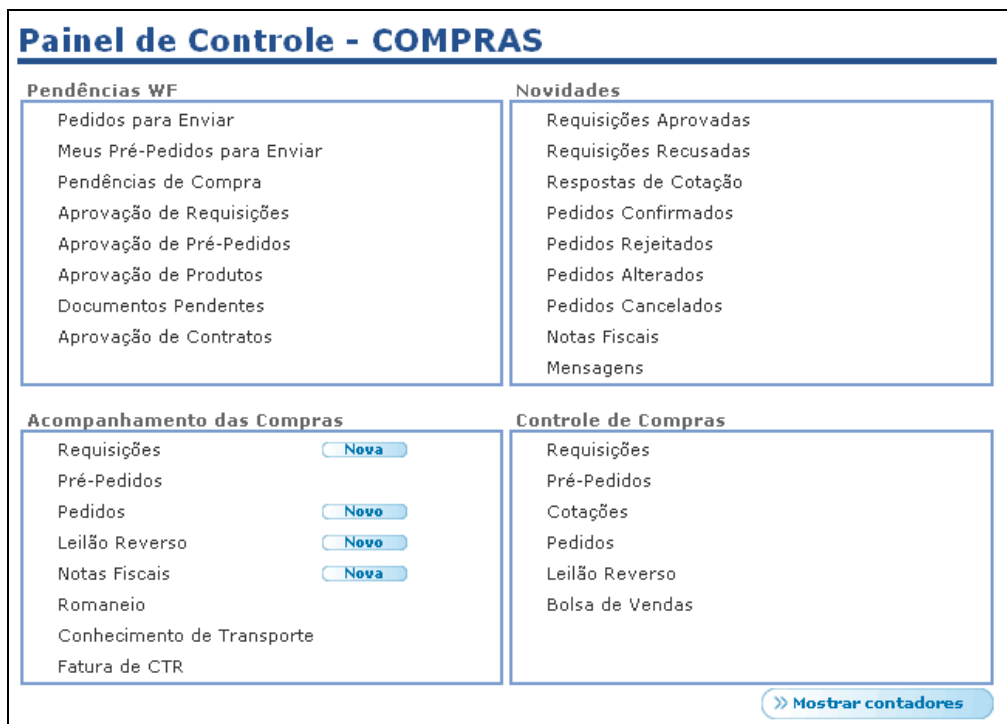 Painel de Controle - COMPRAS
Pendências WF
Pedidos para Enviar
Meus Pré-Pedidos para Enviar
Pendências de Compra
Aprovação de Requisições
Aprovação de Pré-Pedidos
Aprovação de Produtos
Documentos Pendentes
Aprovação de Contratos
Novidades
Requisições Aprovadas
Requisições Recusadas
Respostas de Cotação
Pedidos Confirmados
Pedidos Rejeitados
Pedidos Alterados
Pedidos Cancelados
Notas Fiscais
Mensagens
Acompanhamento das Compras
Requisições Nova
Pré-Pedidos
Pedidos Novo
Leilão Reverso Novo
Notas Fiscais Nova
Romaneio
Conhecimento de Transporte
Fatura de CTR
Controle de Compras
Requisições
Pré-Pedidos
Cotações
Pedidos
Leilão Reverso
Bolsa de Vendas
» Mostrar contadores